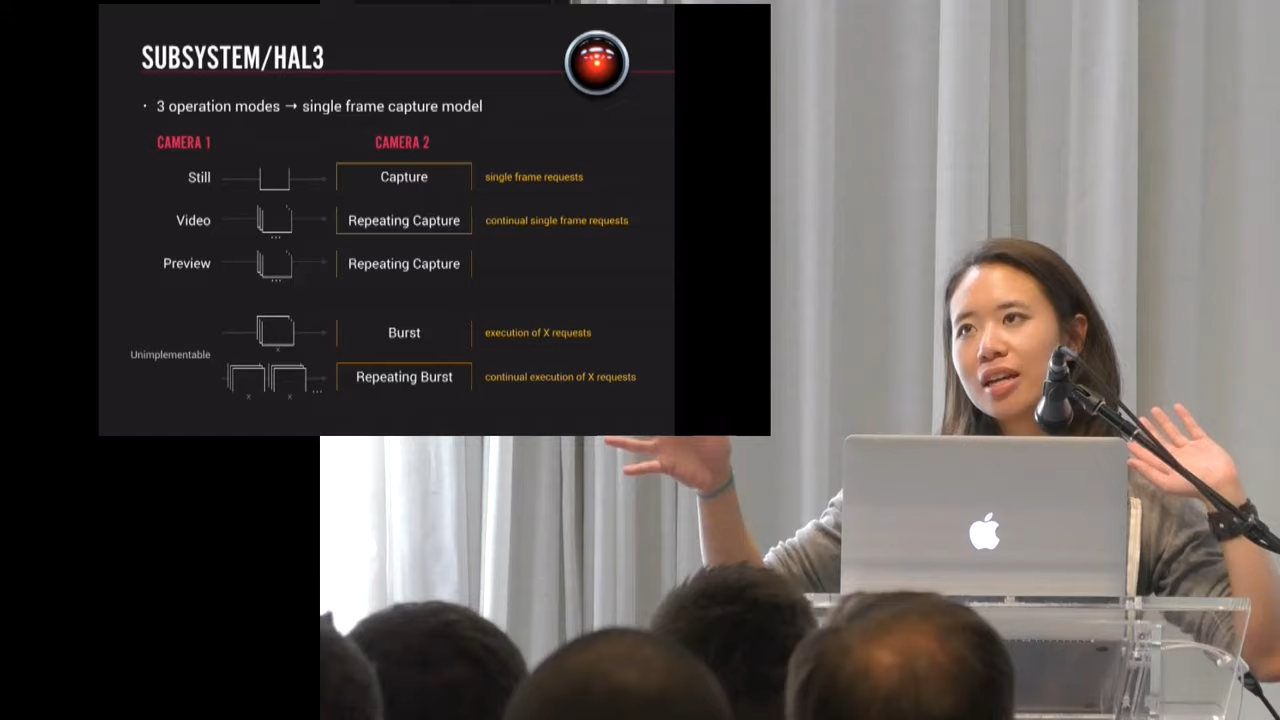 SUBSYSTEM/HAL3
· 3 operation modes → single frame capture model
CAMERA 1 CAMERA 2
Still Capture single frame requests
Video ... Repeating Capture continual single frame requests
Preview ... Repeating Capture
Burst execution of X requests
x
Unimplementable
Repeating Burst continual execution of X requests
x x ...